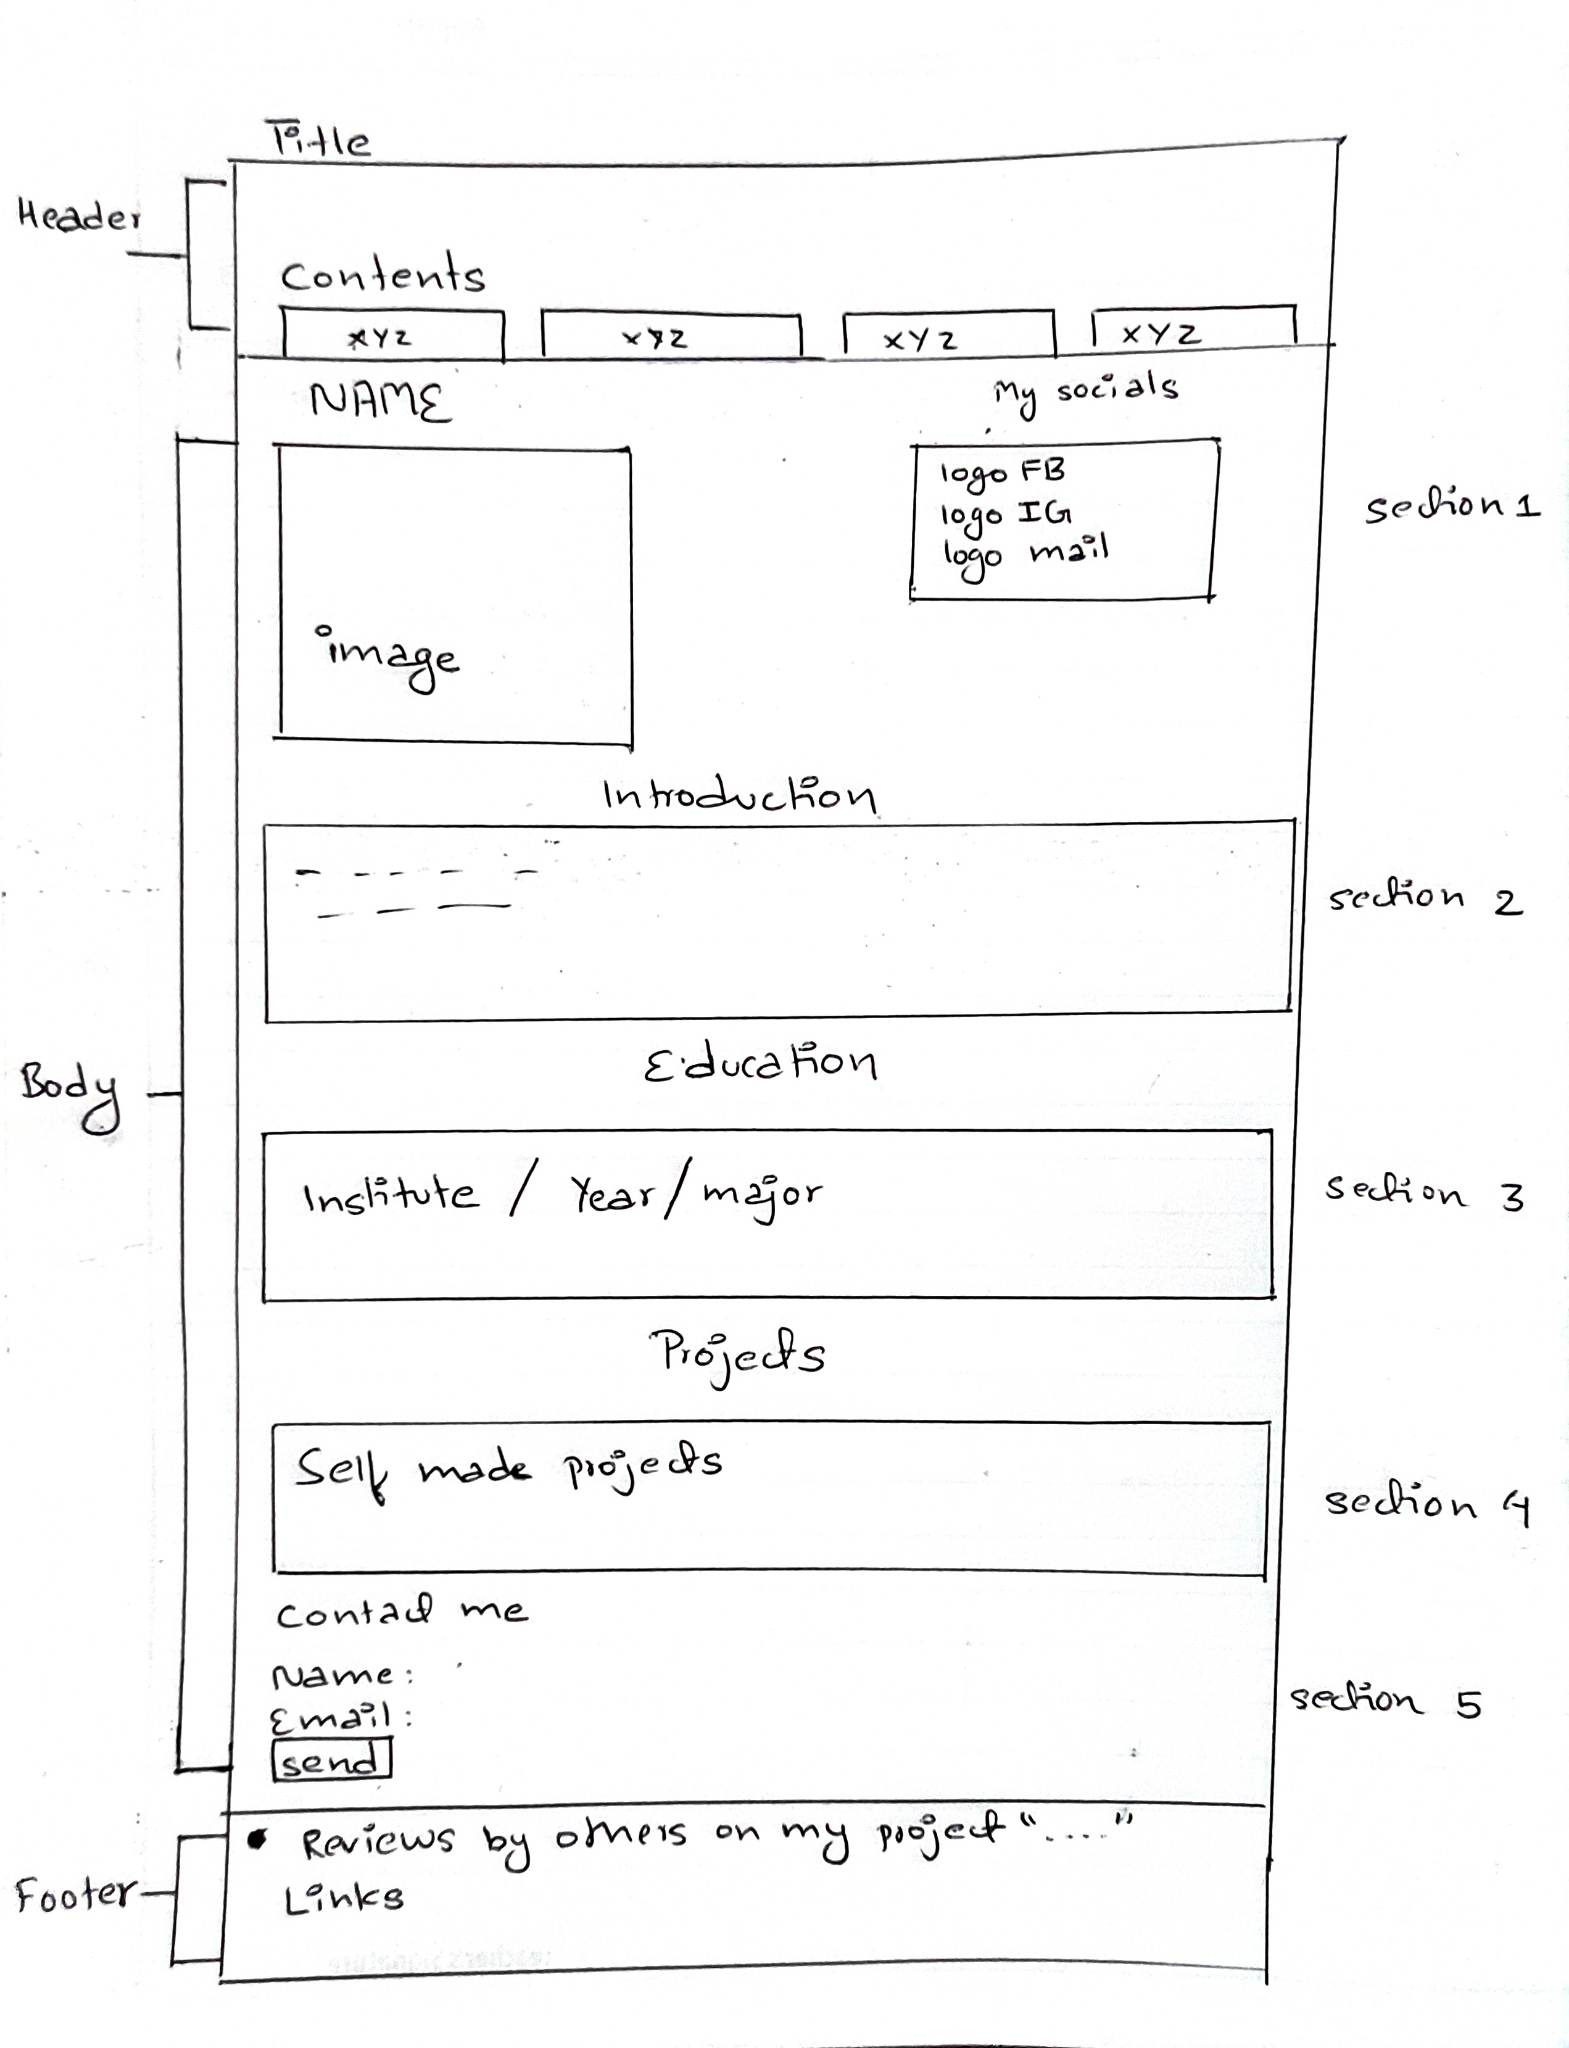 Title
Header
Contents
XYZ XYZ XYZ XYZ
NAME
My socials
logo FB
logo IG
logo mail
section 1
image
Introduction
section 2
Education
Body
Institute / Year / major
section 3
Projects
Self made projects
section 4
Contact me
Name:
Email:
send
section 5
• Reviews by others on my project "...."
Footer
Links